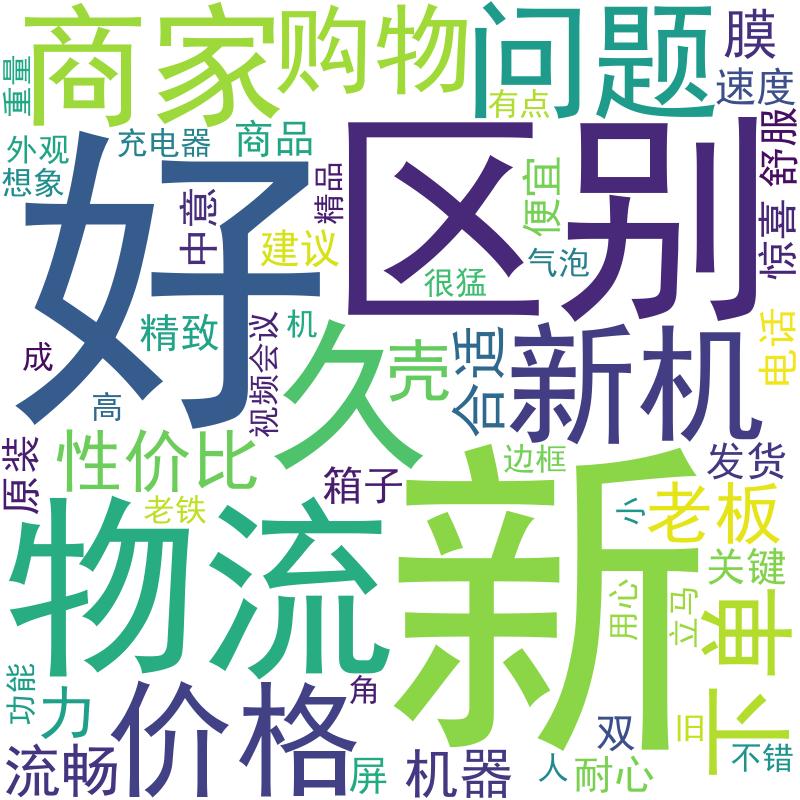 重量
商家
购物
问题
膜
速度
有点
外观
充电器
商品
想象
好
区别
舒服
精品
中意
便宜
惊喜
建议
气泡
很猛
机
精致
视频会议
成
久
壳
合适
新机
电话
高
性价比
原装
箱子
边框
发货
老铁
新
小
老板
物流
关键
用心
立马
下单
功能
力
价格
角
双
旧
流畅
屏
机器
人
耐心
不错